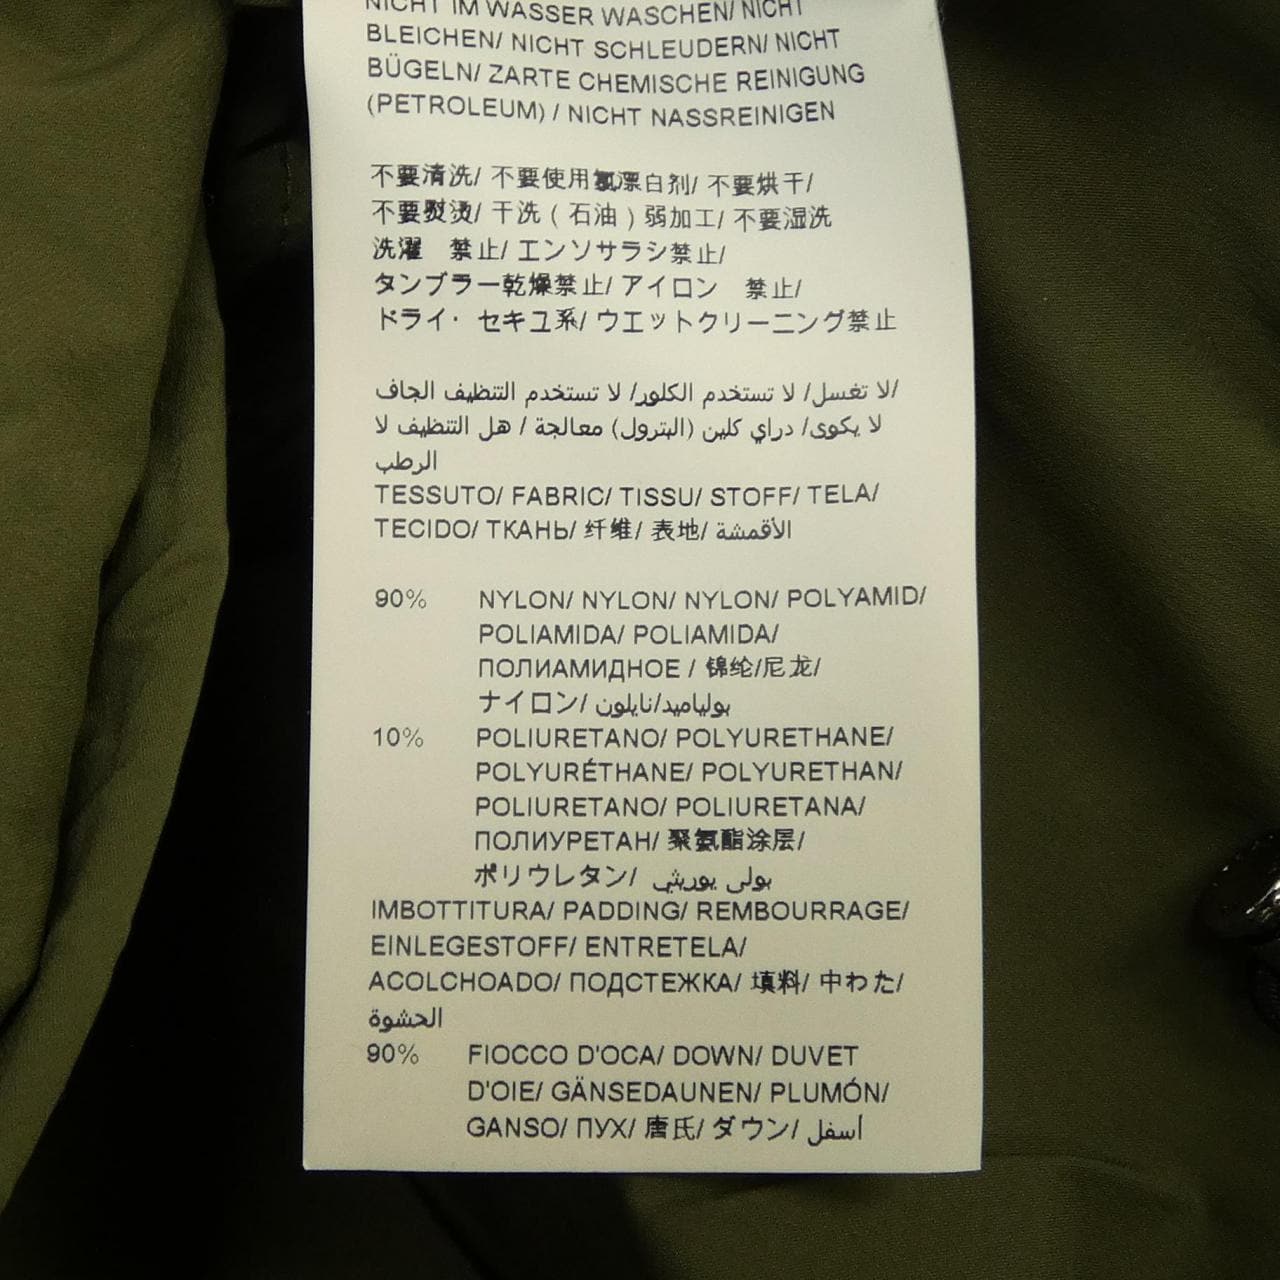 NICHT IM WASSER WASCHEN/ NICHT
BLEICHEN/ NICHT SCHLEUDERN/ NICHT
BÜGELN/ ZARTE CHEMISCHE REINIGUNG
(PETROLEUM) / NICHT NASSREINIGEN
不要清洗/ 不要使用氯漂白剂/ 不要烘干/
不要熨烫/ 干洗（石油）弱加工/ 不要湿洗
洗濯　禁止/ エンソサラシ禁止/
タンブラー乾燥禁止/ アイロン　禁止/
ドライ· セキユ系/ ウエットクリーニング禁止
لا تغسل/ لا تستخدم الكلور/ لا تستخدم التنظيف الجاف/
لا يكوى/ دراي كلين (البترول) معالجة / هل التنظيف لا
الرطب
TESSUTO/ FABRIC/ TISSU/ STOFF/ TELA/
TECIDO/ ТКАНЬ/ 纤维/ 表地/ الأقمشة
90% NYLON/ NYLON/ NYLON/ POLYAMID/
POLIAMIDA/ POLIAMIDA/
ПОЛИАМИДНОЕ / 锦纶/尼龙/
ナイロン/ بولياميد/نايلون
10% POLIURETANO/ POLYURETHANE/
POLYURÉTHANE/ POLYURETHAN/
POLIURETANO/ POLIURETANA/
ПОЛИУРЕТАН/ 聚氨酯涂层/
ポリウレタン/ بولى يوريثي
IMBOTTITURA/ PADDING/ REMBOURRAGE/
EINLEGESTOFF/ ENTRETELA/
ACOLCHOADO/ ПОДСТЕЖКА/ 填料/ 中わた/
الحشوة
90% FIOCCO D'OCA/ DOWN/ DUVET
D'OIE/ GÄNSEDAUNEN/ PLUMÓN/
GANSO/ ПУХ/ 唐氏/ ダウン/ أسفل